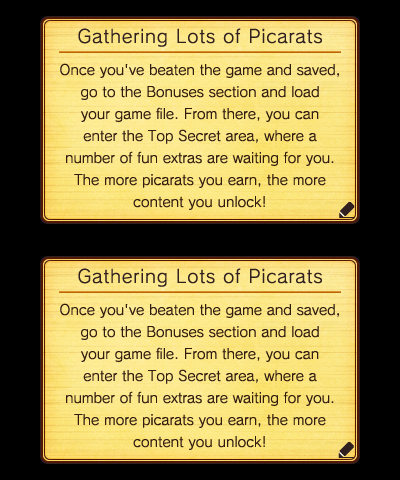 Gathering Lots of Picarats
Once you've beaten the game and saved,
go to the Bonuses section and load
your game file. From there, you can
enter the Top Secret area, where a
number of fun extras are waiting for you.
The more picarats you earn, the more
content you unlock!
Gathering Lots of Picarats
Once you've beaten the game and saved,
go to the Bonuses section and load
your game file. From there, you can
enter the Top Secret area, where a
number of fun extras are waiting for you.
The more picarats you earn, the more
content you unlock!